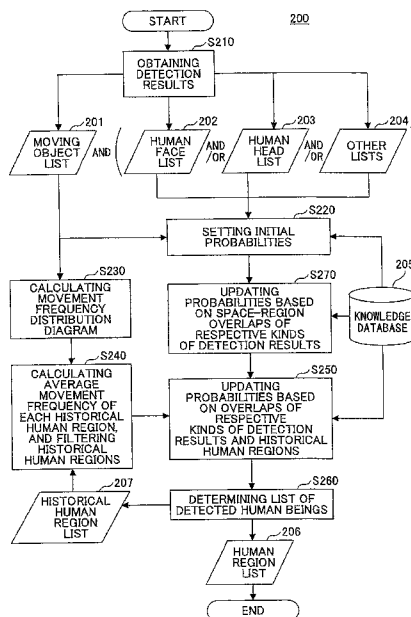 START
200
S210
OBTAINING
DETECTION
RESULTS
201
MOVING
OBJECT
LIST
AND
(
202
HUMAN
FACE
LIST
AND
/OR
203
HUMAN
HEAD
LIST
AND
/OR
204
OTHER
LISTS
S220
SETTING INITIAL
PROBABILITIES
205
KNOWLEDGE
DATABASE
S230
CALCULATING
MOVEMENT
FREQUENCY
DISTRIBUTION
DIAGRAM
S270
UPDATING
PROBABILITIES BASED
ON SPACE-REGION
OVERLAPS OF
RESPECTIVE KINDS
OF DETECTION RESULTS
S240
CALCULATING
AVERAGE
MOVEMENT
FREQUENCY OF
EACH HISTORICAL
HUMAN REGION,
AND FILTERING
HISTORICAL
HUMAN REGIONS
S250
UPDATING
PROBABILITIES BASED
ON OVERLAPS OF
RESPECTIVE
KINDS OF DETECTION
RESULTS AND HISTORICAL
HUMAN REGIONS
S260
DETERMINING LIST OF
DETECTED HUMAN BEINGS
207
HISTORICAL
HUMAN
REGION
LIST
206
HUMAN
REGION
LIST
END